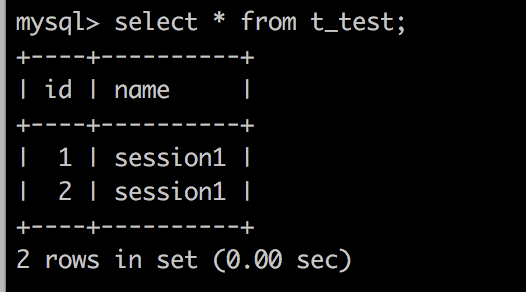 mysql> select * from t_test;
+----+----------+
| id | name     |
+----+----------+
|  1 | session1 |
|  2 | session1 |
+----+----------+
2 rows in set (0.00 sec)